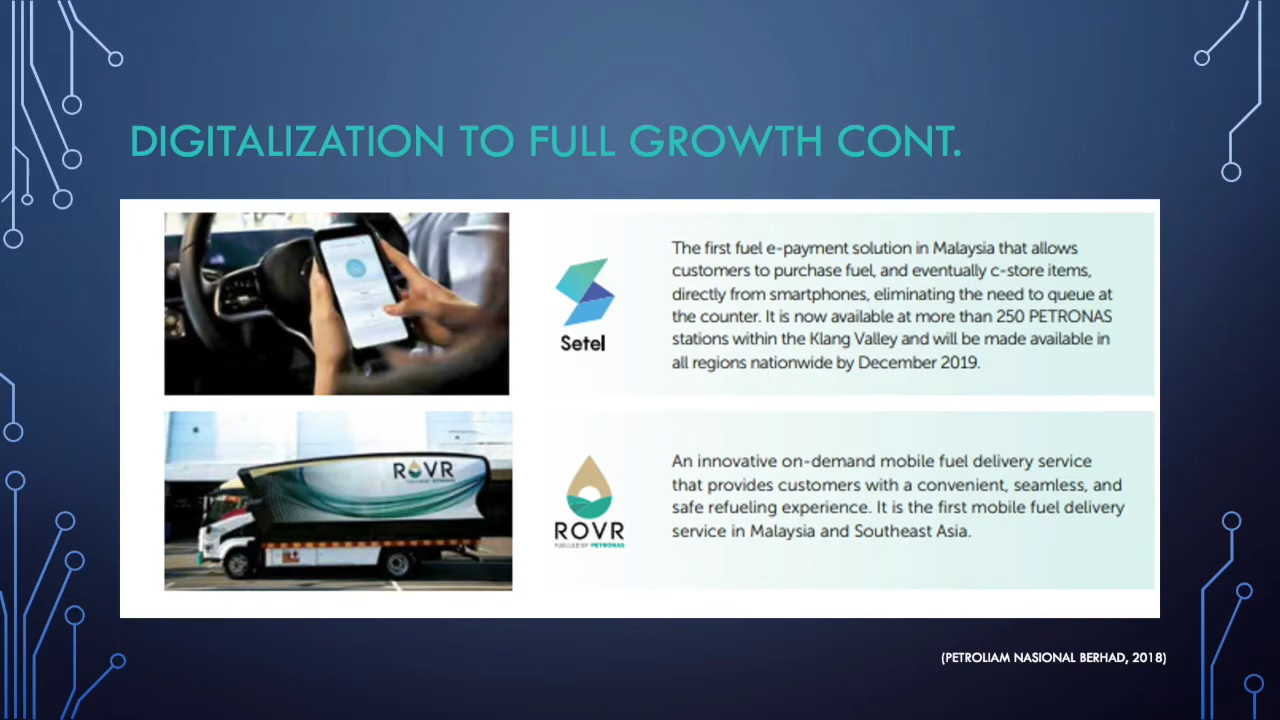 DIGITALIZATION TO FULL GROWTH CONT.
The first fuel e-payment solution in Malaysia that allows
customers to purchase fuel, and eventually c-store items,
directly from smartphones, eliminating the need to queue at
the counter. It is now available at more than 250 PETRONAS
stations within the Klang Valley and will be made available in
all regions nationwide by December 2019.
Setel
ROVR
An innovative on-demand mobile fuel delivery service
that provides customers with a convenient, seamless, and
safe refueling experience. It is the first mobile fuel delivery
service in Malaysia and Southeast Asia.
ROVR
FUELLED BY PETRONAS
(PETROLIAM NASIONAL BERHAD, 2018)